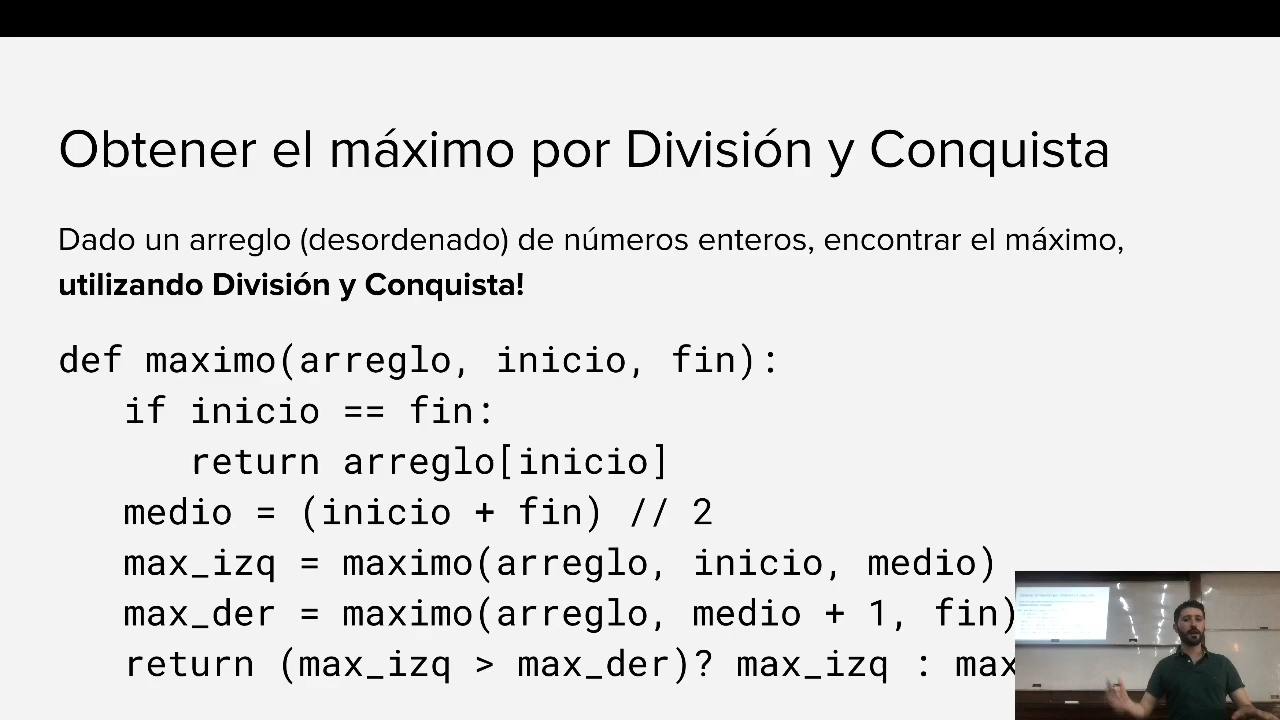 Obtener el máximo por División y Conquista
Dado un arreglo (desordenado) de números enteros, encontrar el máximo,
utilizando División y Conquista!
def maximo(arreglo, inicio, fin):
if inicio == fin:
return arreglo[inicio]
medio = (inicio + fin) // 2
max_izq = maximo(arreglo, inicio, medio)
max_der = maximo(arreglo, medio + 1, fin)
return (max_izq > max_der)? max_izq : max